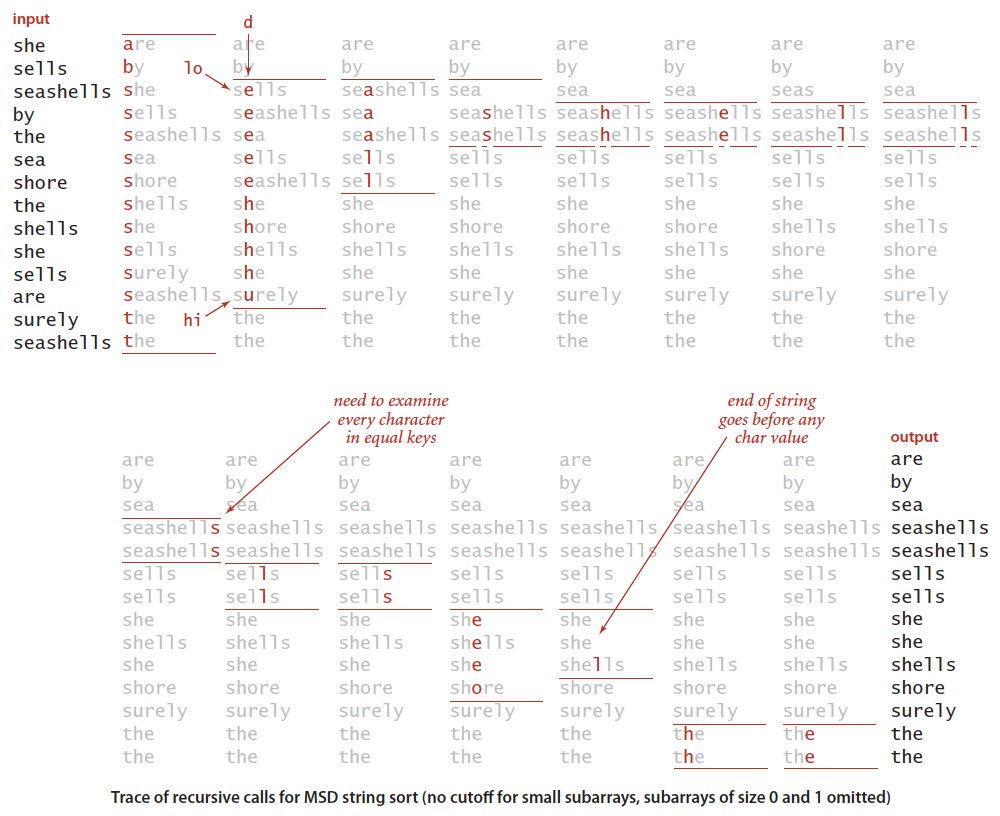 input d
she are are are are are are are are
sells by lo by by by by by by by
seashells she sells seashells sea sea sea seas sea
by sells seashells sea seashells seashells seashells seashells seashells
the seashells sea seashells seashells seashells seashells seashells seashells
sea sea sells sells sells sells sells sells sells
shore shore seashells sells sells sells sells sells sells
the shells she she she she she she she
shells she shore shore shore shore shore shells shells
she sells shells shells shells shells shells shore shore
sells surely she she she she she she she
are seashells surely surely surely surely surely surely surely
surely the hi the the the the the the the
seashells the the the the the the the the
need to examine
every character
in equal keys
end of string
goes before any
char value
output
are are are are are are are are
by by by by by by by by
sea sea sea sea sea sea sea sea
seashells seashells seashells seashells seashells seashells seashells seashells
seashells seashells seashells seashells seashells seashells seashells seashells
sells sells sells sells sells sells sells sells
sells sells sells sells sells sells sells sells
she she she she she she she she
shells shells shells shells she she she she
she she she she shells shells shells shells
shore shore shore shore shore shore shore shore
surely surely surely surely surely surely surely surely
the the the the the the the the
the the the the the the the the
Trace of recursive calls for MSD string sort (no cutoff for small subarrays, subarrays of size 0 and 1 omitted)